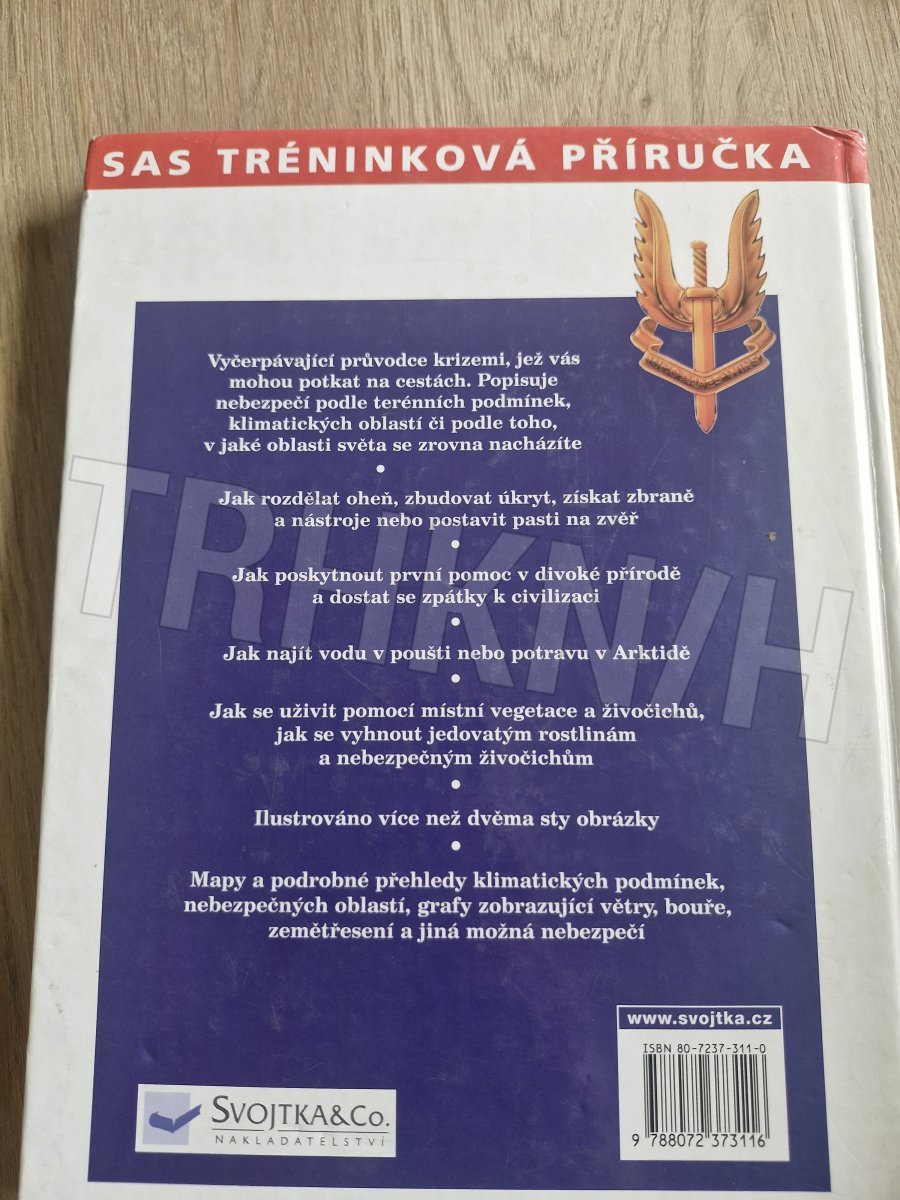 SAS TRÉNINKOVÁ PŘÍRUČKA
Vyčerpávající průvodce krizemi, jež vás
mohou potkat na cestách. Popisuje
nebezpečí podle terénních podmínek,
klimatických oblastí či podle toho,
v jaké oblasti světa se zrovna nacházíte
Jak rozdělat oheň, zbudovat úkryt, získat zbraně
a nástroje nebo postavit pasti na zvěř
Jak poskytnout první pomoc v divoké přírodě
a dostat se zpátky k civilizaci
Jak najít vodu v poušti nebo potravu v Arktidě
Jak se uživit pomocí místní vegetace a živočichů,
jak se vyhnout jedovatým rostlinám
a nebezpečným živočichům
Ilustrováno více než dvěma sty obrázky
Mapy a podrobné přehledy klimatických podmínek,
nebezpečných oblastí, grafy zobrazující větry, bouře,
zemětřesení a jiná možná nebezpečí
TRHKN/H
www.svojtka.cz
ISBN 80-7237-311-0
9 788072 373116
SVOJTKA&CO.
NAKLADATELSTVÍ